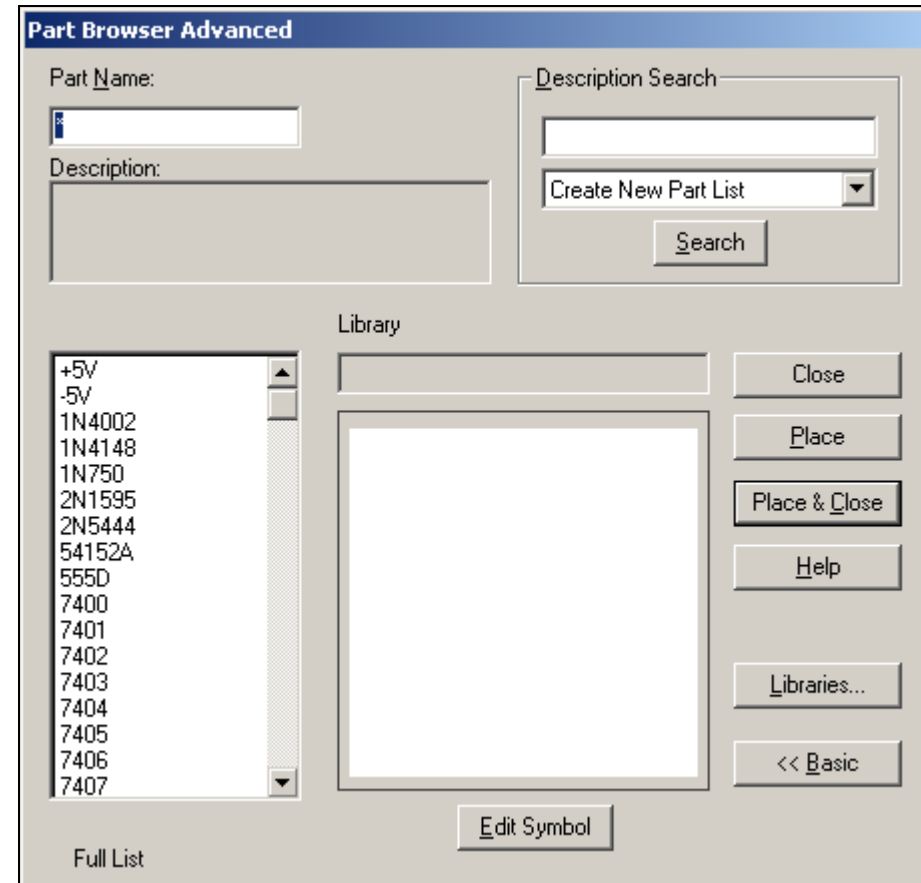 Part Browser Advanced
Part Name:
*
Description:
Description Search
Create New Part List
Search
Library
+5V
-5V
1N4002
1N4148
1N750
2N1595
2N5444
54152A
555D
7400
7401
7402
7403
7404
7405
7406
7407
Full List
Edit Symbol
Close
Place
Place & Close
Help
Libraries...
<< Basic